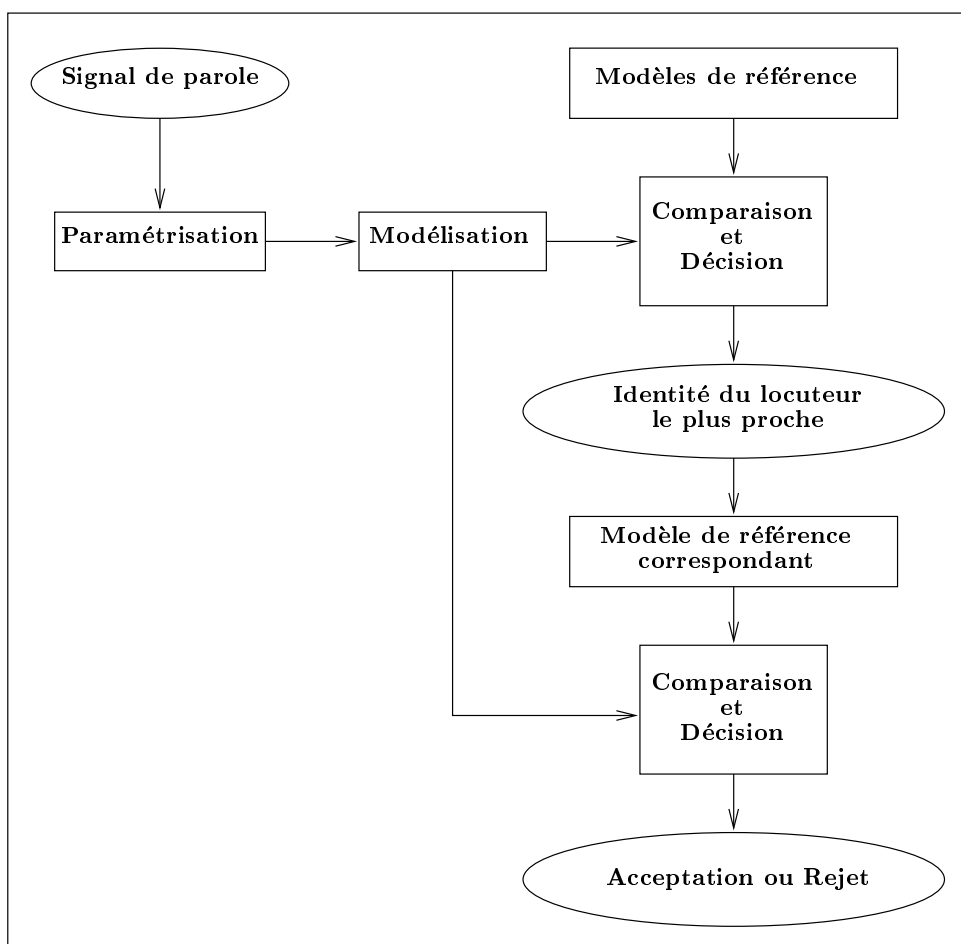 Signal de parole
Modèles de référence
Paramétrisation
Modélisation
Comparaison
et
Décision
Identité du locuteur
le plus proche
Modèle de référence
correspondant
Comparaison
et
Décision
Acceptation ou Rejet